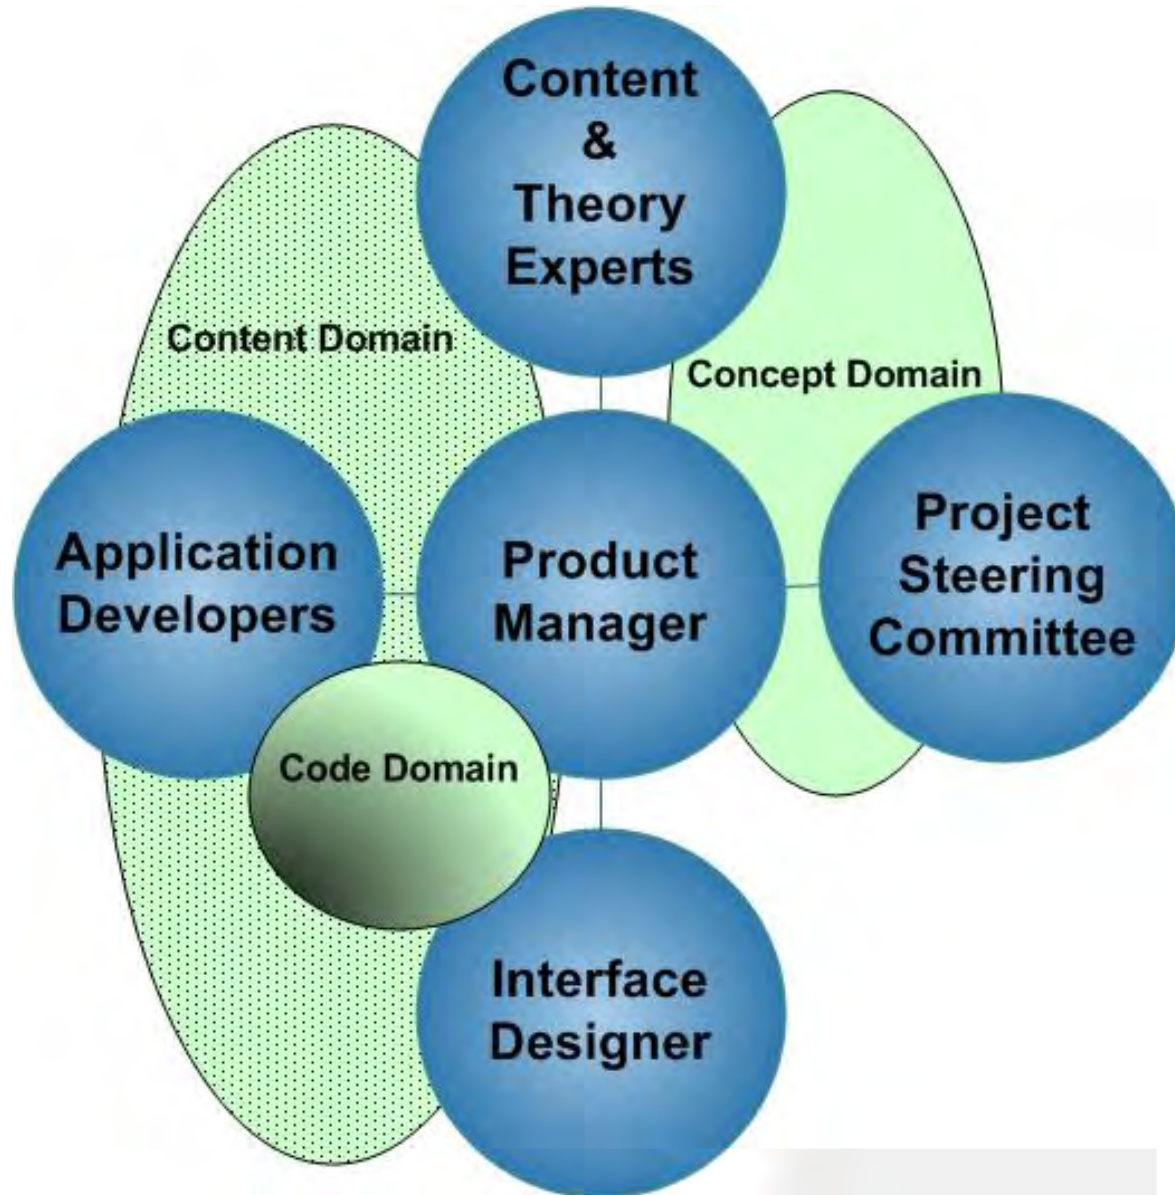 Content
&
Theory
Experts
Content Domain
Concept Domain
Application
Developers
Product
Manager
Project
Steering
Committee
Code Domain
Interface
Designer